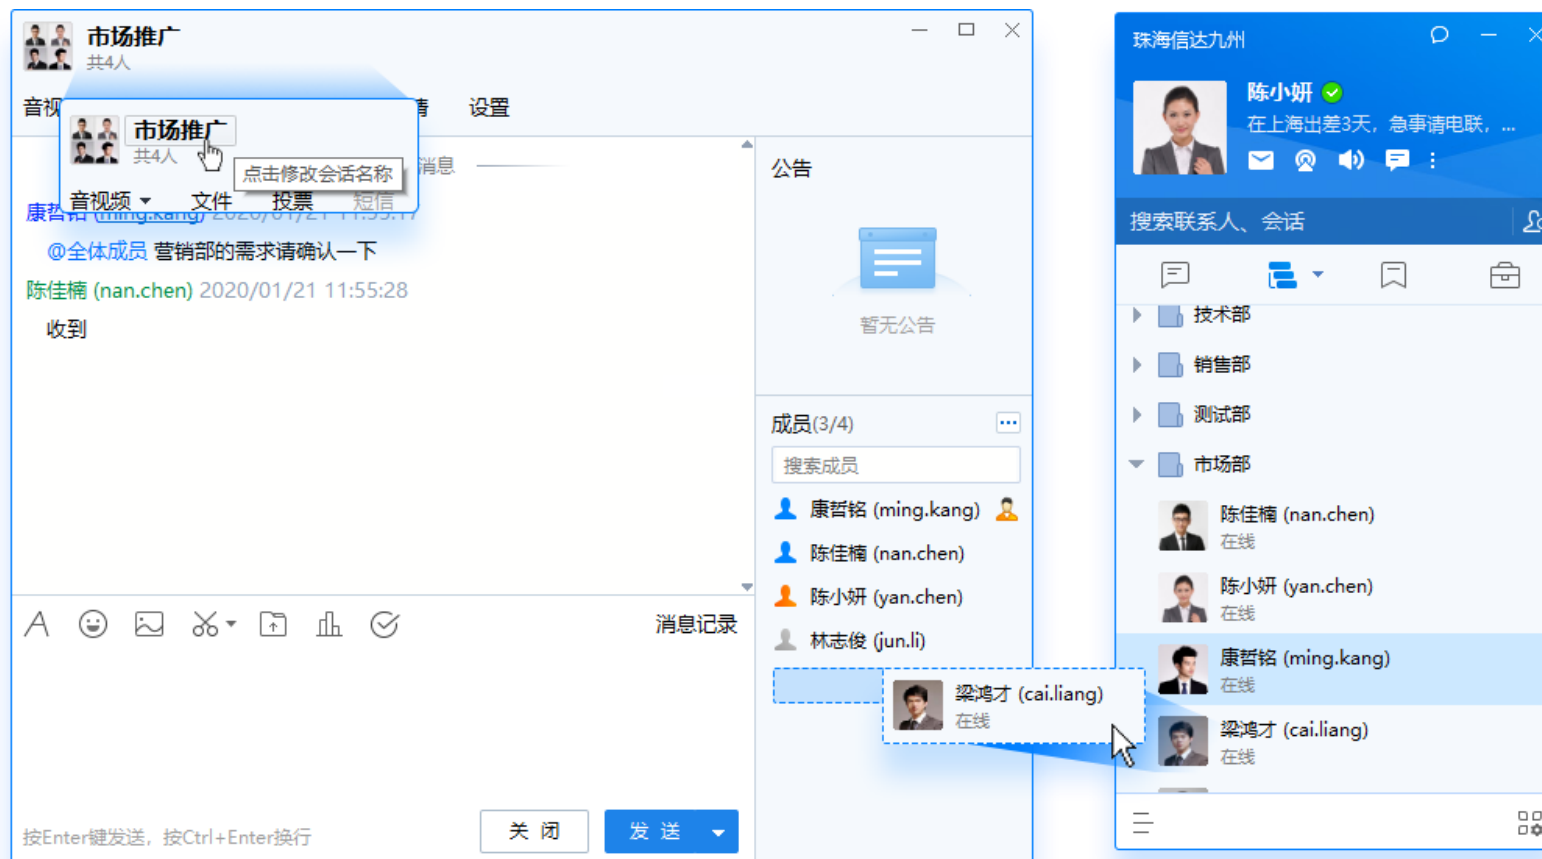 市场推广
共4人
音视
情
设置
市场推广
共4人
点击修改会话名称
音视频
文件
投票
短信
消息
康哲铭 (ming.kang) 2020/01/21 11:55:17
@全体成员 营销部的需求请确认一下
陈佳楠 (nan.chen) 2020/01/21 11:55:28
收到
消息记录
按Enter键发送，按Ctrl+Enter换行
关 闭
发 送
公告
暂无公告
成员(3/4)
搜索成员
康哲铭 (ming.kang)
陈佳楠 (nan.chen)
陈小妍 (yan.chen)
林志俊 (jun.li)
梁鸿才 (cai.liang)
在线
珠海信达九州
陈小妍
在上海出差3天，急事请电联，...
搜索联系人、会话
技术部
销售部
测试部
市场部
陈佳楠 (nan.chen)
在线
陈小妍 (yan.chen)
在线
康哲铭 (ming.kang)
在线
梁鸿才 (cai.liang)
在线